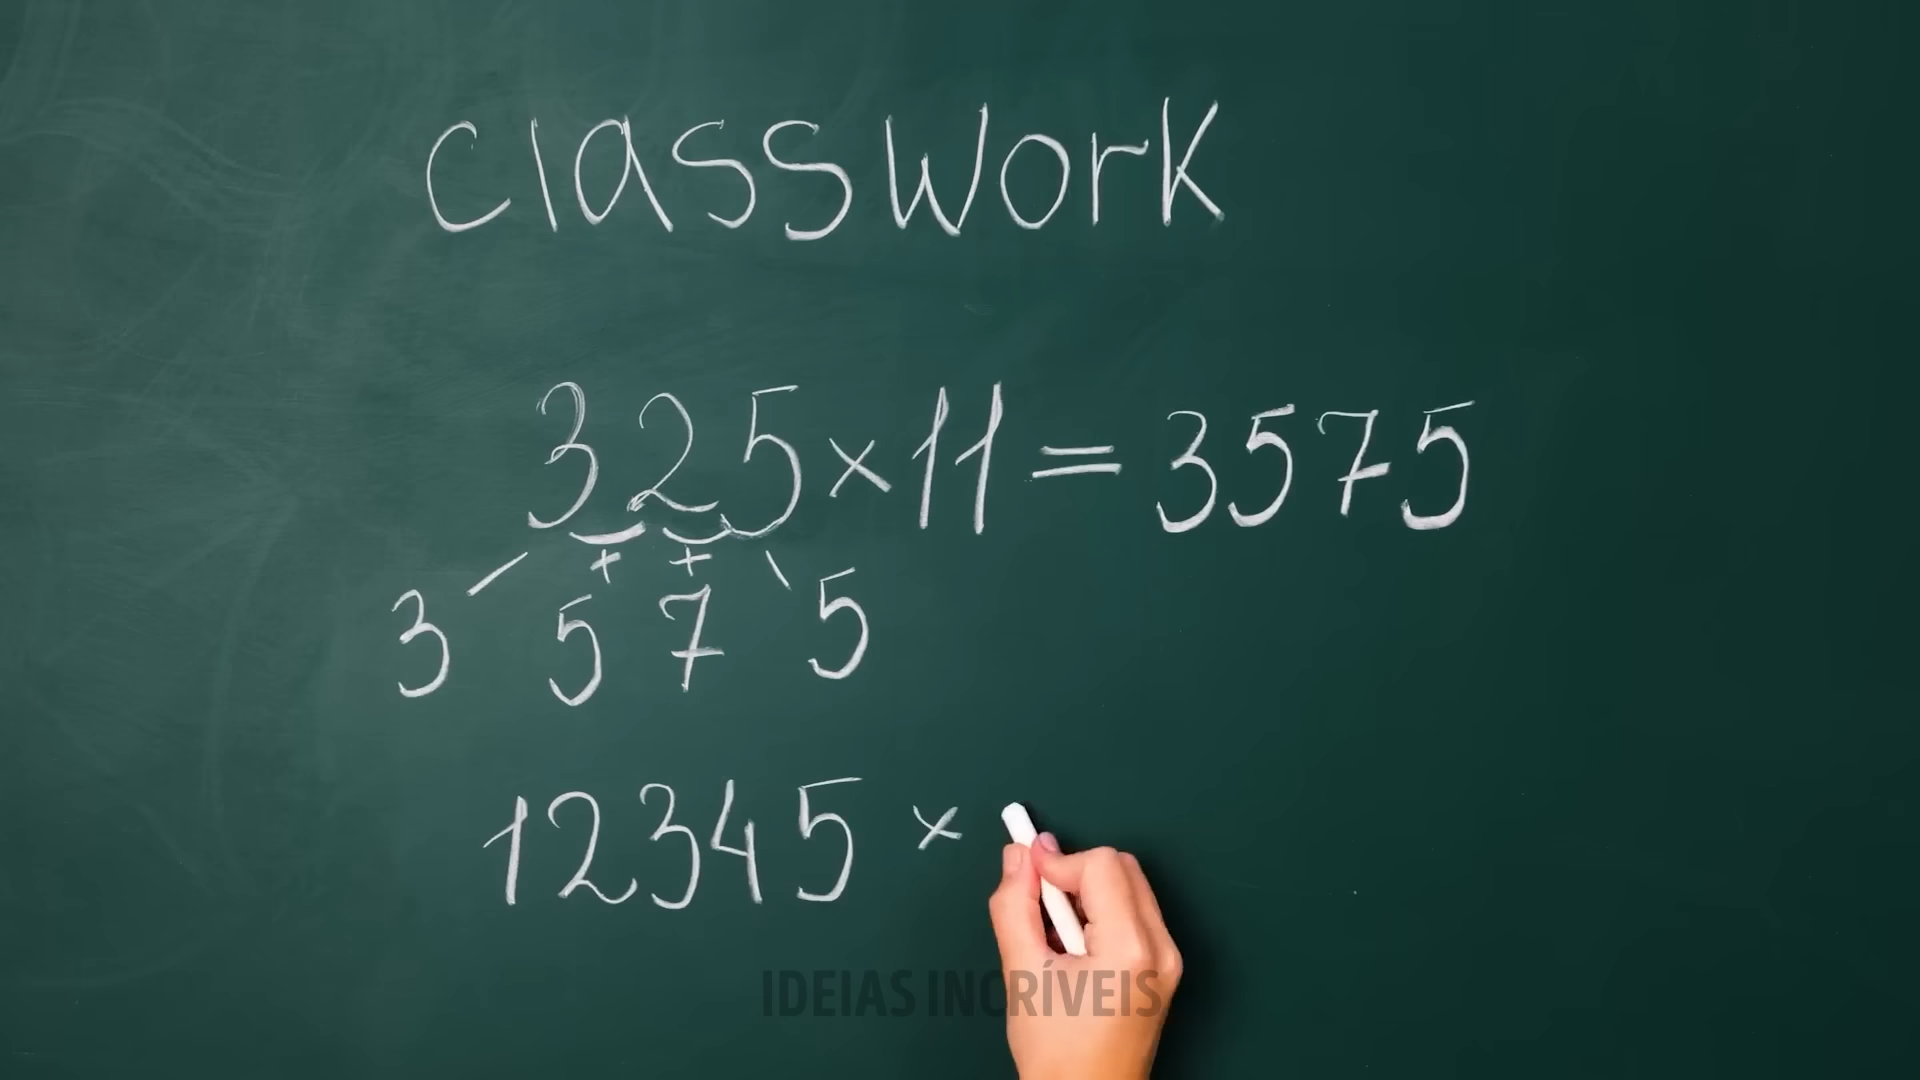 classwork
325×11=3575
+ +
3 5 7 5
12345 ×
IDEIAS INCRÍVEIS